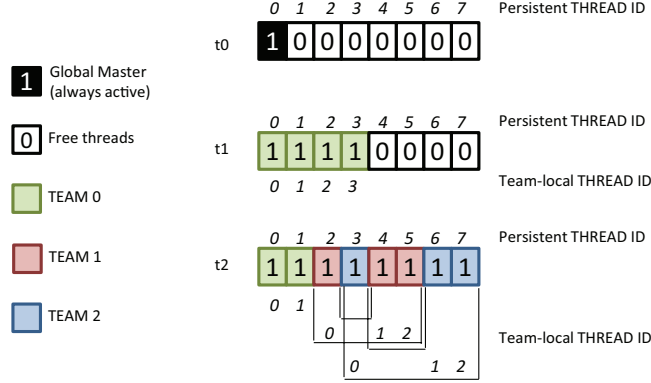 0 1 2 3 4 5 6 7 Persistent THREAD ID
t0 1 0 0 0 0 0 0 0
1 Global Master
(always active)
0 Free threads
0 1 2 3 4 5 6 7 Persistent THREAD ID
t1 1 1 1 1 0 0 0 0
0 1 2 3 Team-local THREAD ID
TEAM 0
0 1 2 3 4 5 6 7 Persistent THREAD ID
TEAM 1
t2 1 1 1 1 1 1 1 1
0 1
TEAM 2
0 1 2 Team-local THREAD ID
0 1 2